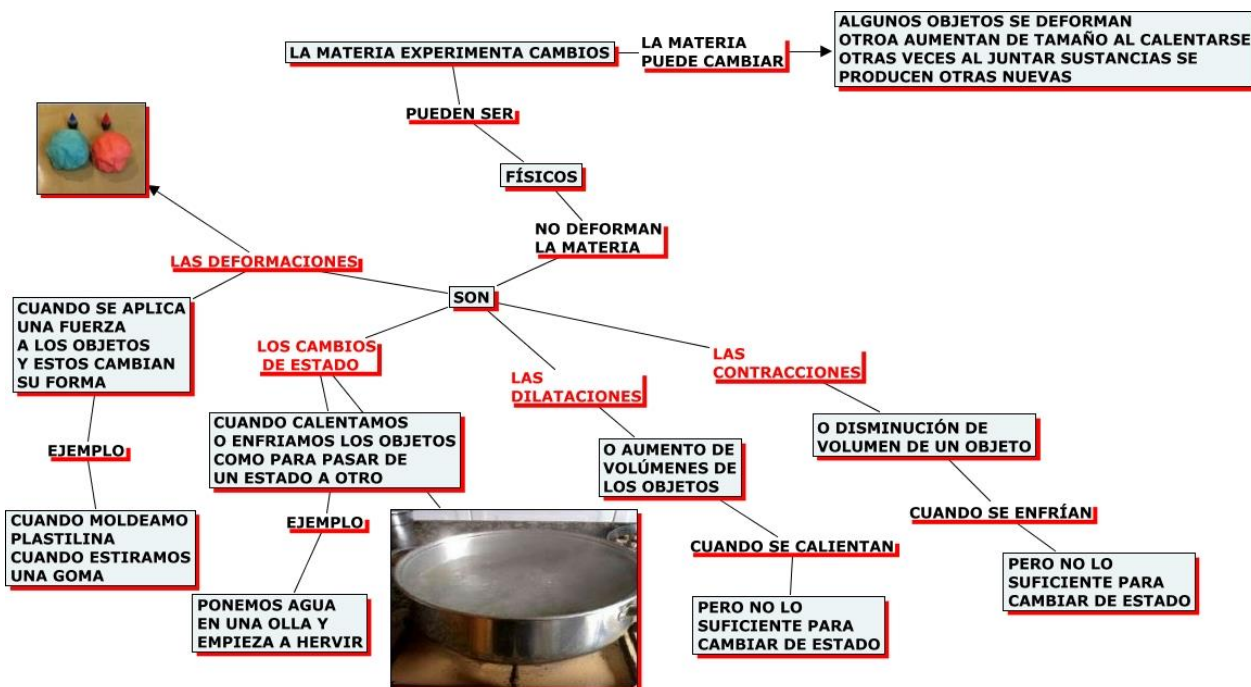 LA MATERIA EXPERIMENTA CAMBIOS
LA MATERIA
PUEDE CAMBIAR
ALGUNOS OBJETOS SE DEFORMAN
OTROA AUMENTAN DE TAMAÑO AL CALENTARSE
OTRAS VECES AL JUNTAR SUSTANCIAS SE
PRODUCEN OTRAS NUEVAS
PUEDEN SER
FÍSICOS
NO DEFORMAN
LA MATERIA
SON
LAS DEFORMACIONES
CUANDO SE APLICA
UNA FUERZA
A LOS OBJETOS
Y ESTOS CAMBIAN
SU FORMA
EJEMPLO
CUANDO MOLDEAMO
PLASTILINA
CUANDO ESTIRAMOS
UNA GOMA
LOS CAMBIOS
DE ESTADO
CUANDO CALENTAMOS
O ENFRIAMOS LOS OBJETOS
COMO PARA PASAR DE
UN ESTADO A OTRO
EJEMPLO
PONEMOS AGUA
EN UNA OLLA Y
EMPIEZA A HERVIR
LAS
DILATACIONES
O AUMENTO DE
VOLÚMENES DE
LOS OBJETOS
CUANDO SE CALIENTAN
PERO NO LO
SUFICIENTE PARA
CAMBIAR DE ESTADO
LAS
CONTRACCIONES
O DISMINUCIÓN DE
VOLUMEN DE UN OBJETO
CUANDO SE ENFRÍAN
PERO NO LO
SUFICIENTE PARA
CAMBIAR DE ESTADO